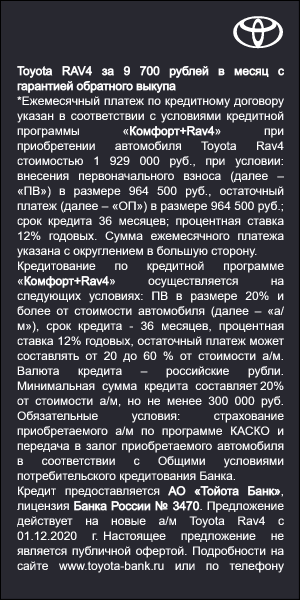 Toyota RAV4 за 9 700 рублей в месяц с
гарантией обратного выкупа
*Ежемесячный платеж по кредитному договору
указан в соответствии с условиями кредитной
программы «Комфорт+Rav4» при
приобретении автомобиля Toyota Rav4
стоимостью 1 929 000 руб., при условии:
внесения первоначального взноса (далее –
«ПВ») в размере 964 500 руб., остаточный
платеж (далее – «ОП») в размере 964 500 руб.;
срок кредита 36 месяцев; процентная ставка
12% годовых. Сумма ежемесячного платежа
указана с округлением в большую сторону.
Кредитование по кредитной программе
«Комфорт+Rav4» осуществляется на
следующих условиях: ПВ в размере 20% и
более от стоимости автомобиля (далее – «а/
м»), срок кредита - 36 месяцев, процентная
ставка 12% годовых, остаточный платеж может
составлять от 20 до 60 % от стоимости а/м.
Валюта кредита – российские рубли.
Минимальная сумма кредита составляет 20%
от стоимости а/м, но не менее 300 000 руб.
Обязательные условия: страхование
приобретаемого а/м по программе КАСКО и
передача в залог приобретаемого автомобиля
в соответствии с Общими условиями
потребительского кредитования Банка.
Кредит предоставляется АО «Тойота Банк»,
лицензия Банка России № 3470. Предложение
действует на новые а/м Toyota Rav4 с
01.12.2020 г. Настоящее предложение не
является публичной офертой. Подробности на
сайте www.toyota-bank.ru или по телефону